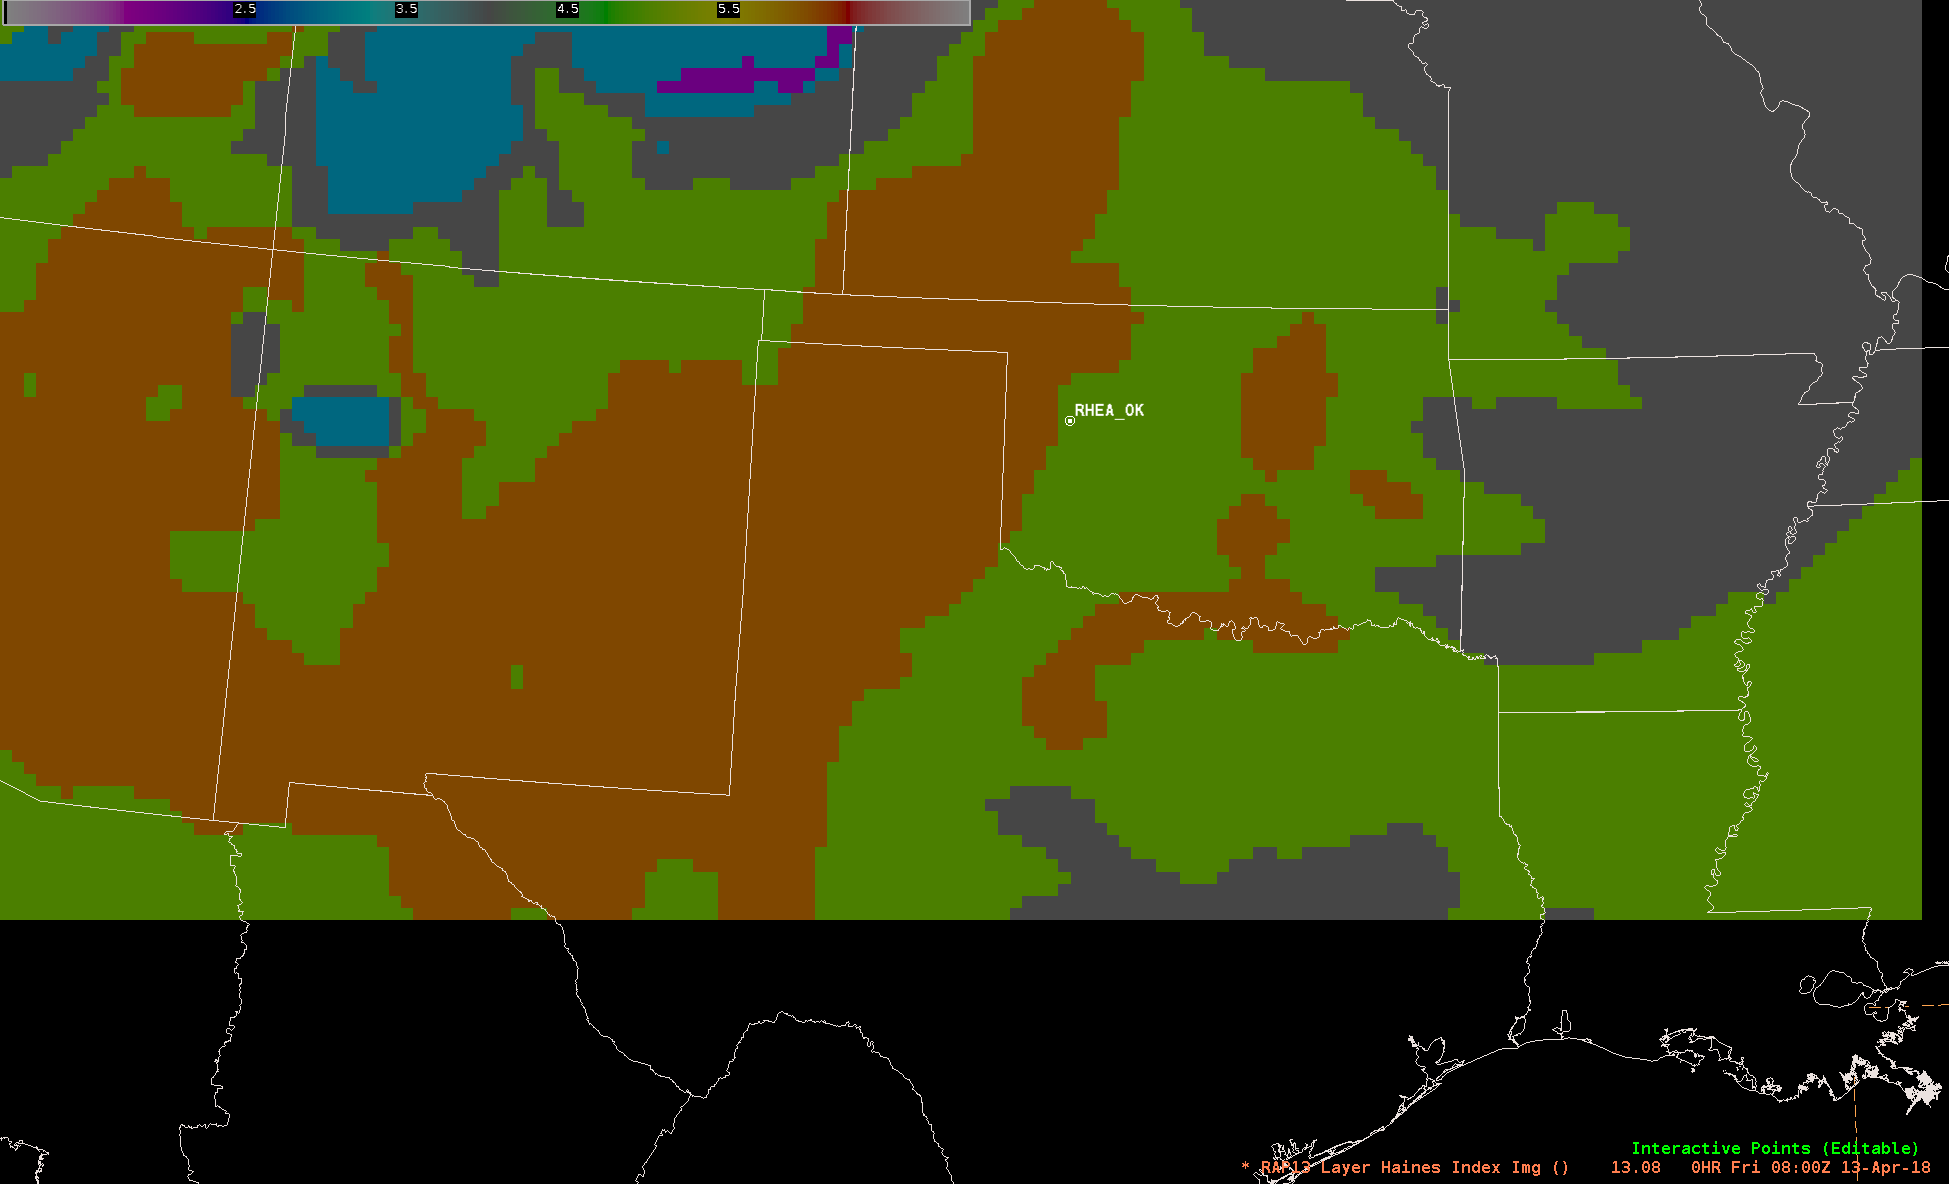 2.5 3.5 4.5 5.5
RHEA_OK
Interactive Points (Editable)
* RAP13 Layer Haines Index Img () 13.08 0HR Fri 08:00Z 13-Apr-18